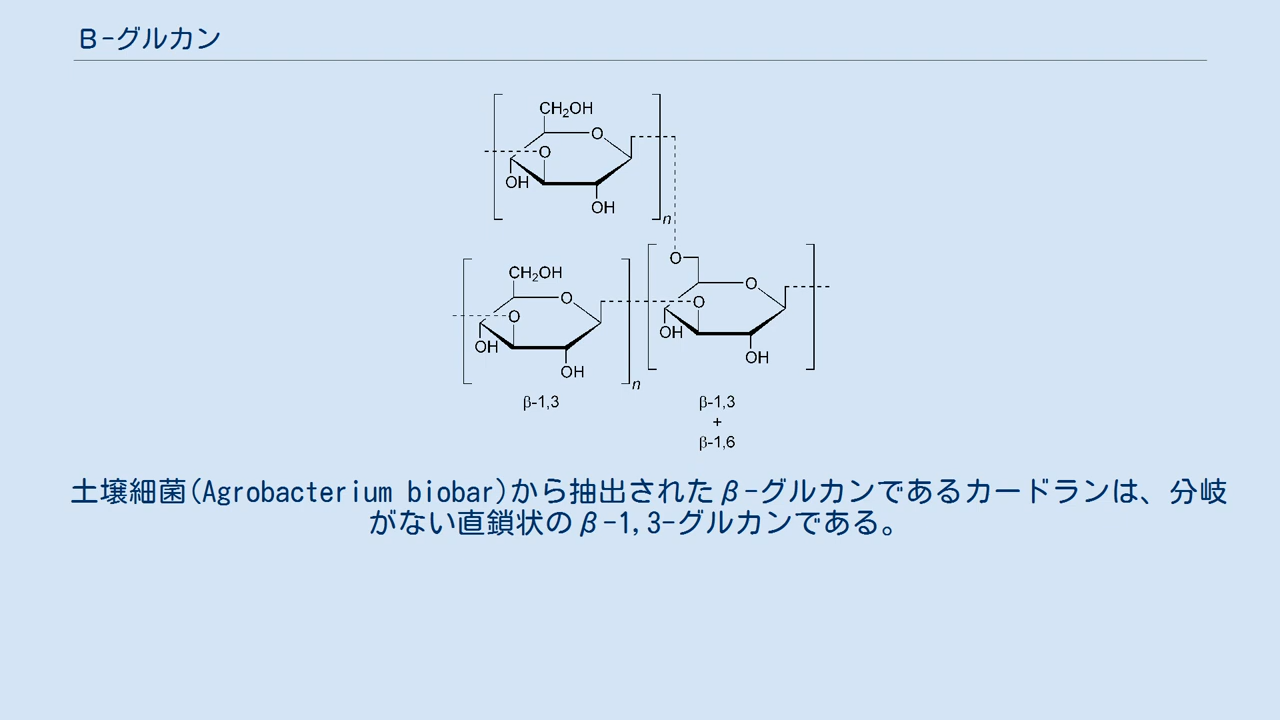 Β-グルカン
CH₂OH
O
O
OH
OH
n
O
CH₂OH
O
O
O
O
OH
OH
OH
OH
n
β-1,3
β-1,3
+
β-1,6
土壌細菌(Agrobacterium biobar)から抽出されたβ-グルカンであるカードランは、分岐
がない直鎖状のβ-1,3-グルカンである。